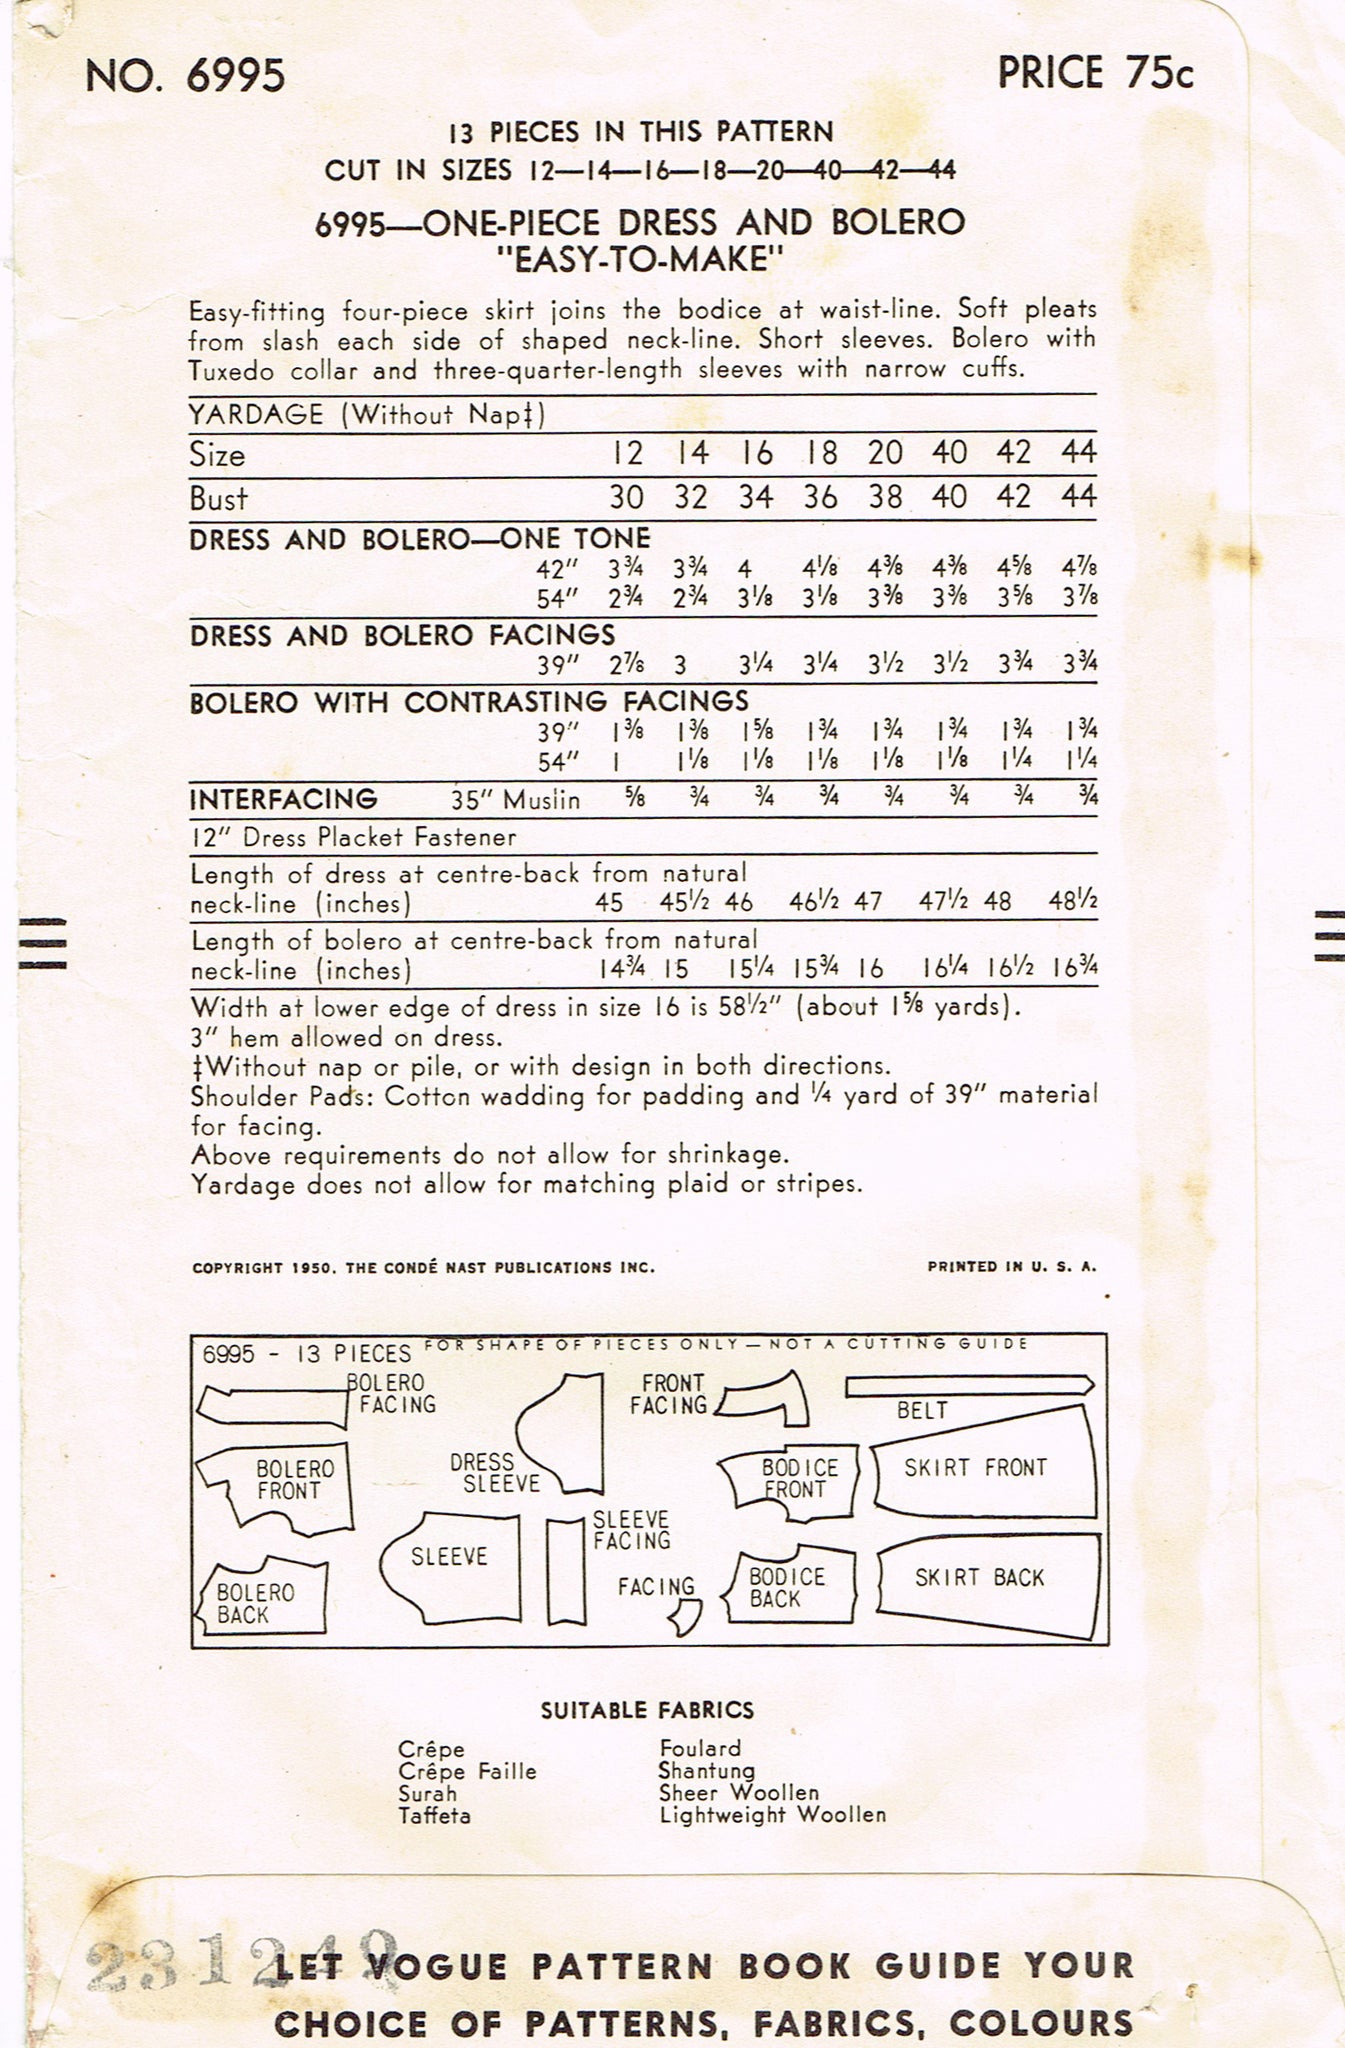 NO. 6995 PRICE 75c
13 PIECES IN THIS PATTERN
CUT IN SIZES 12—14—16—18—20—40—42—44
6995—ONE-PIECE DRESS AND BOLERO
"EASY-TO-MAKE"
Easy-fitting four-piece skirt joins the bodice at waist-line. Soft pleats
from slash each side of shaped neck-line. Short sleeves. Bolero with
Tuxedo collar and three-quarter-length sleeves with narrow cuffs.
YARDAGE (Without Nap‡)
Size 12 14 16 18 20 40 42 44
Bust 30 32 34 36 38 40 42 44
DRESS AND BOLERO—ONE TONE
42" 3¾ 3¾ 4 4⅛ 4⅜ 4⅜ 4⅝ 4⅞
54" 2¾ 2¾ 3⅛ 3⅛ 3⅜ 3⅜ 3⅝ 3⅞
DRESS AND BOLERO FACINGS
39" 2⅞ 3 3¼ 3¼ 3½ 3½ 3¾ 3¾
BOLERO WITH CONTRASTING FACINGS
39" 1⅜ 1⅜ 1⅝ 1¾ 1¾ 1¾ 1¾ 1¾
54" 1 1⅛ 1⅛ 1⅛ 1⅛ 1⅛ 1¼ 1¼
INTERFACING 35" Muslin ⅝ ¾ ¾ ¾ ¾ ¾ ¾ ¾
12" Dress Placket Fastener
Length of dress at centre-back from natural
neck-line (inches) 45 45½ 46 46½ 47 47½ 48 48½
Length of bolero at centre-back from natural
neck-line (inches) 14¾ 15 15¼ 15¾ 16 16¼ 16½ 16¾
Width at lower edge of dress in size 16 is 58½" (about 1⅝ yards).
3" hem allowed on dress.
‡Without nap or pile, or with design in both directions.
Shoulder Pads: Cotton wadding for padding and ¼ yard of 39" material
for facing.
Above requirements do not allow for shrinkage.
Yardage does not allow for matching plaid or stripes.
COPYRIGHT 1950. THE CONDÉ NAST PUBLICATIONS INC. PRINTED IN U. S. A.
6995 - 13 PIECES FOR SHAPE OF PIECES ONLY — NOT A CUTTING GUIDE
BOLERO
FACING
FRONT
FACING
BELT
BOLERO
FRONT
DRESS
SLEEVE
BODICE
FRONT
SKIRT FRONT
SLEEVE
SLEEVE
FACING
FACING
BOLERO
BACK
BODICE
BACK
SKIRT BACK
SUITABLE FABRICS
Crêpe Foulard
Crêpe Faille Shantung
Surah Sheer Woollen
Taffeta Lightweight Woollen
231249
LET VOGUE PATTERN BOOK GUIDE YOUR
CHOICE OF PATTERNS, FABRICS, COLOURS